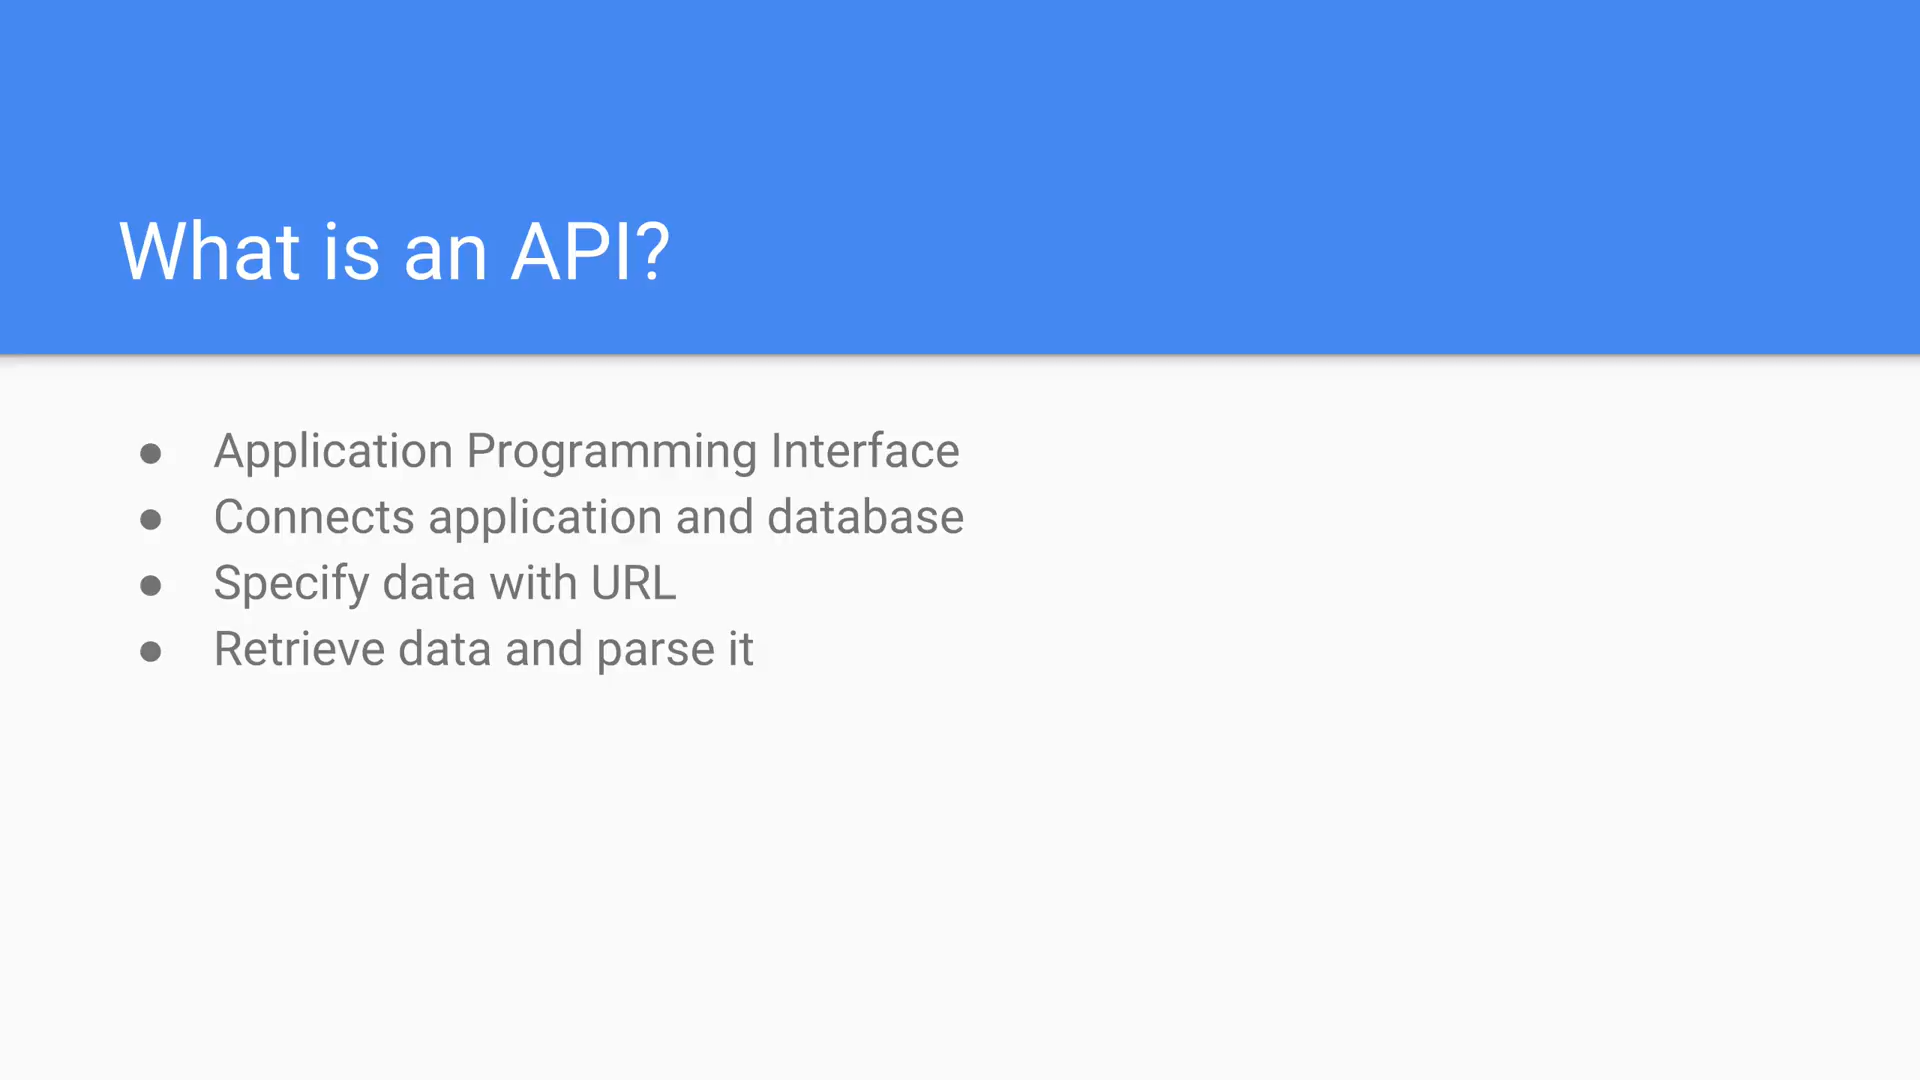 What is an API?
● Application Programming Interface
● Connects application and database
● Specify data with URL
● Retrieve data and parse it